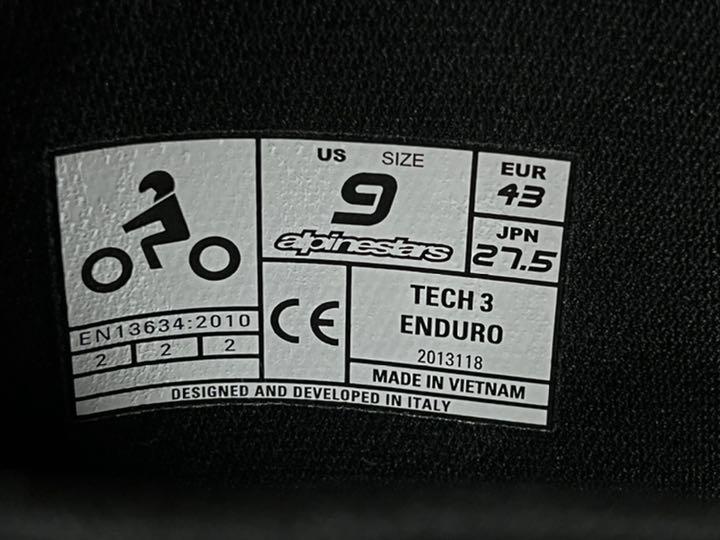 US SIZE
9
alpinestars
EUR
43
JPN
27.5
EN13634:2010
2 2 2
CE
TECH 3
ENDURO
2013118
MADE IN VIETNAM
DESIGNED AND DEVELOPED IN ITALY